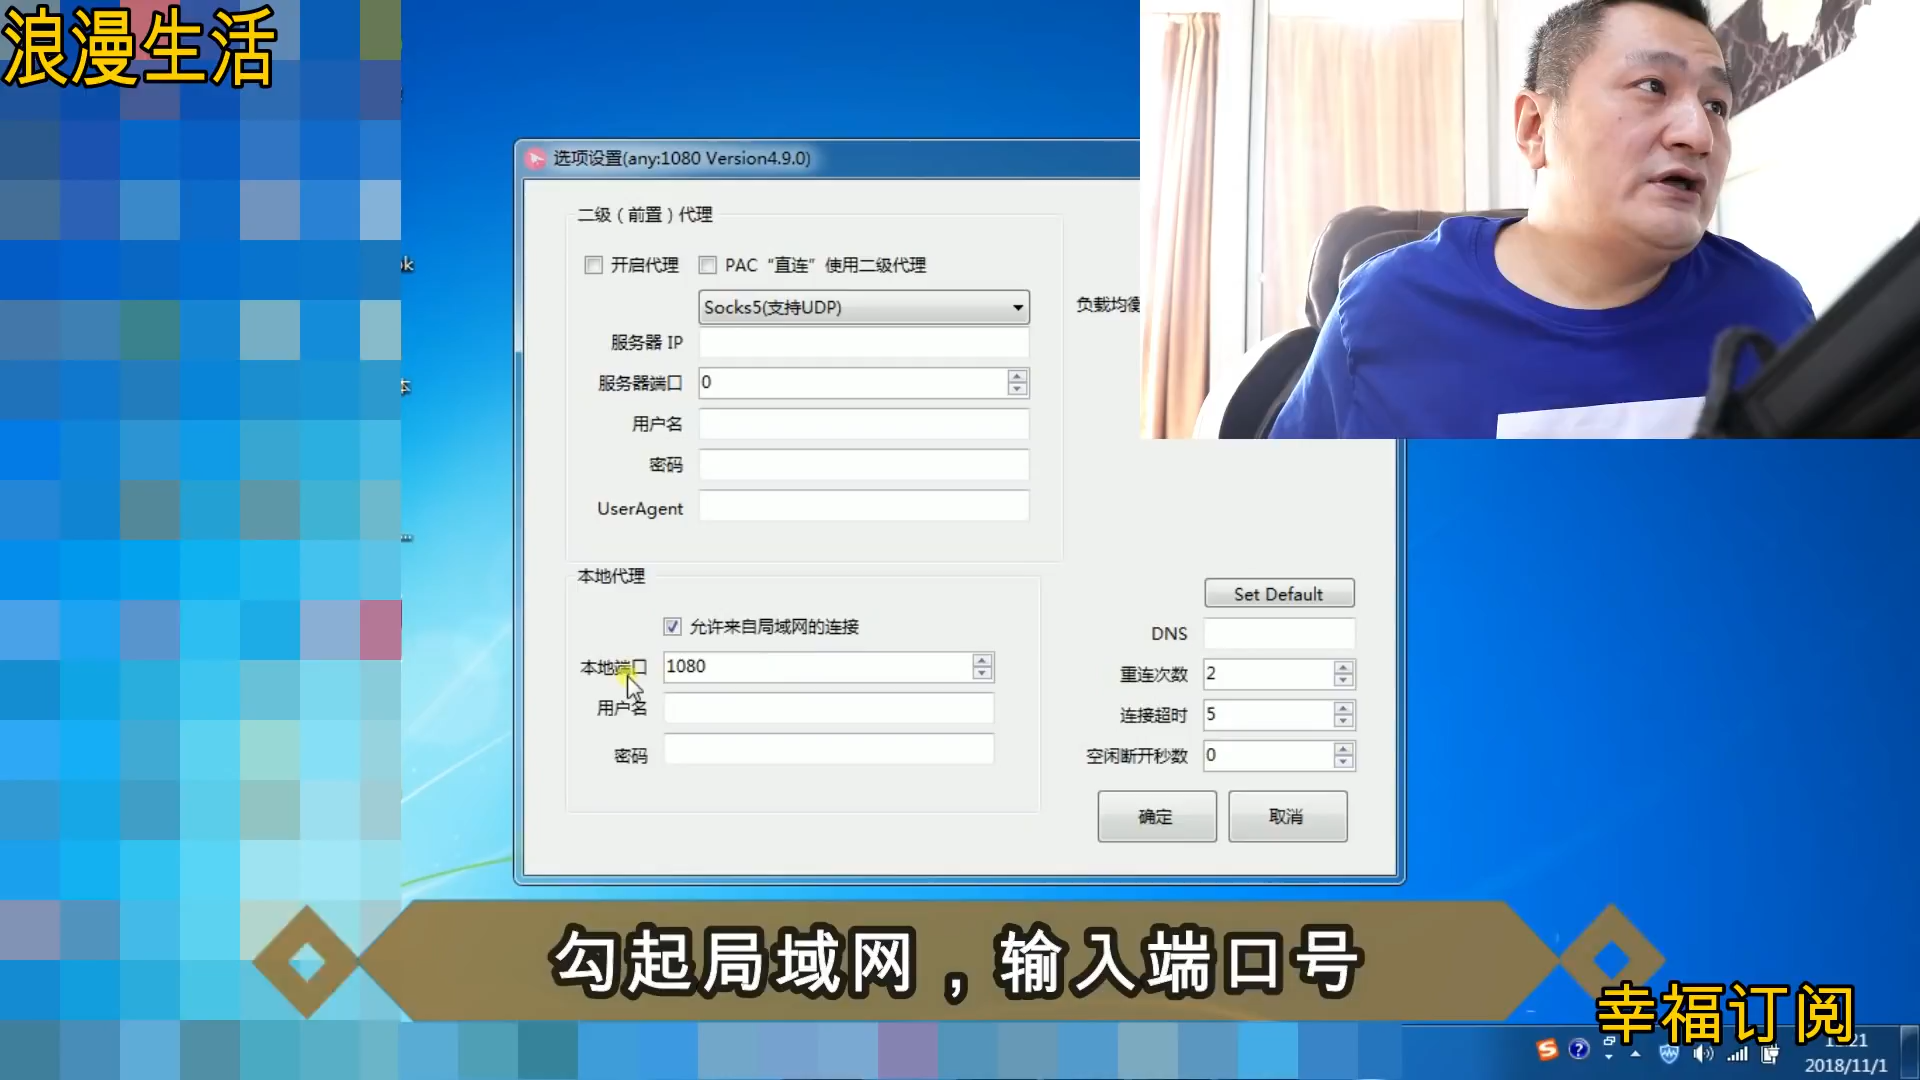 浪漫生活
选项设置(any:1080 Version4.9.0)
二级（前置）代理
开启代理
PAC “直连” 使用二级代理
Socks5(支持UDP)
负载均衡
服务器 IP
服务器端口
0
用户名
密码
UserAgent
本地代理
允许来自局域网的连接
本地端口
1080
用户名
密码
Set Default
DNS
重连次数
2
连接超时
5
空闲断开秒数
0
确定
取消
勾起局域网，输入端口号
幸福订阅
2018/11/1